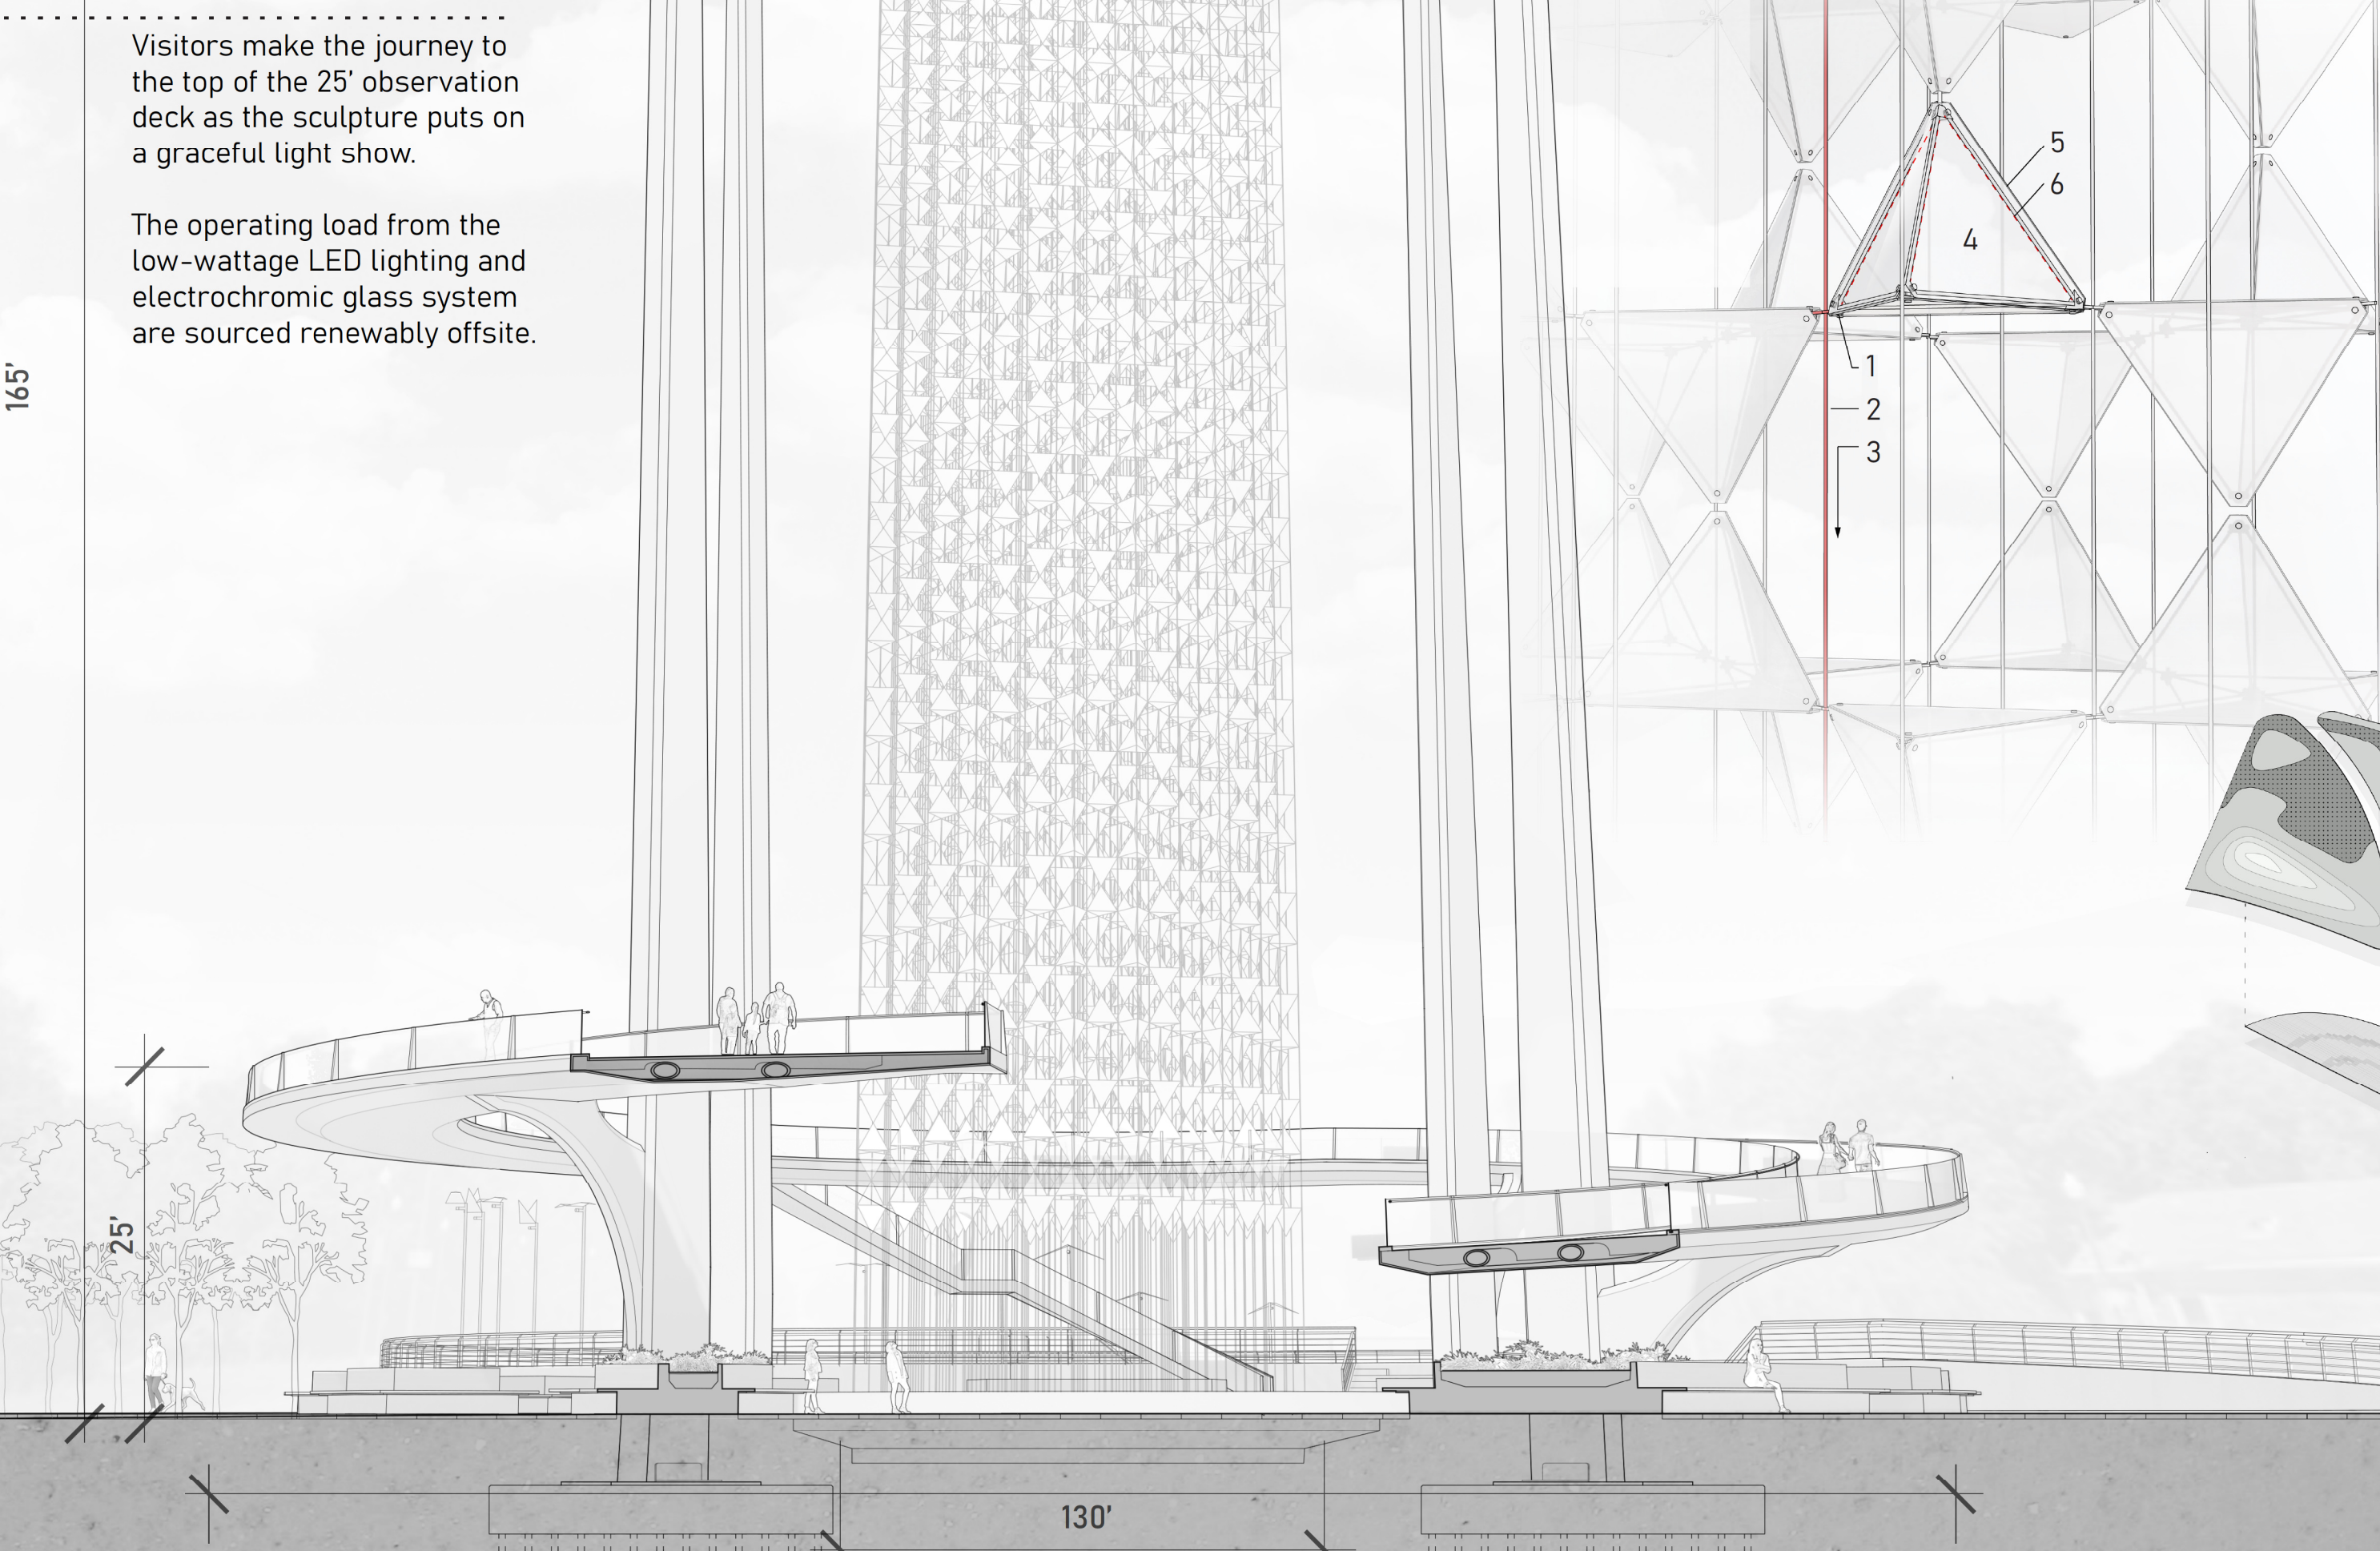 Visitors make the journey to
the top of the 25' observation
deck as the sculpture puts on
a graceful light show.
The operating load from the
low-wattage LED lighting and
electrochromic glass system
are sourced renewably offsite.
165'
5
6
4
1
2
3
25'
130'